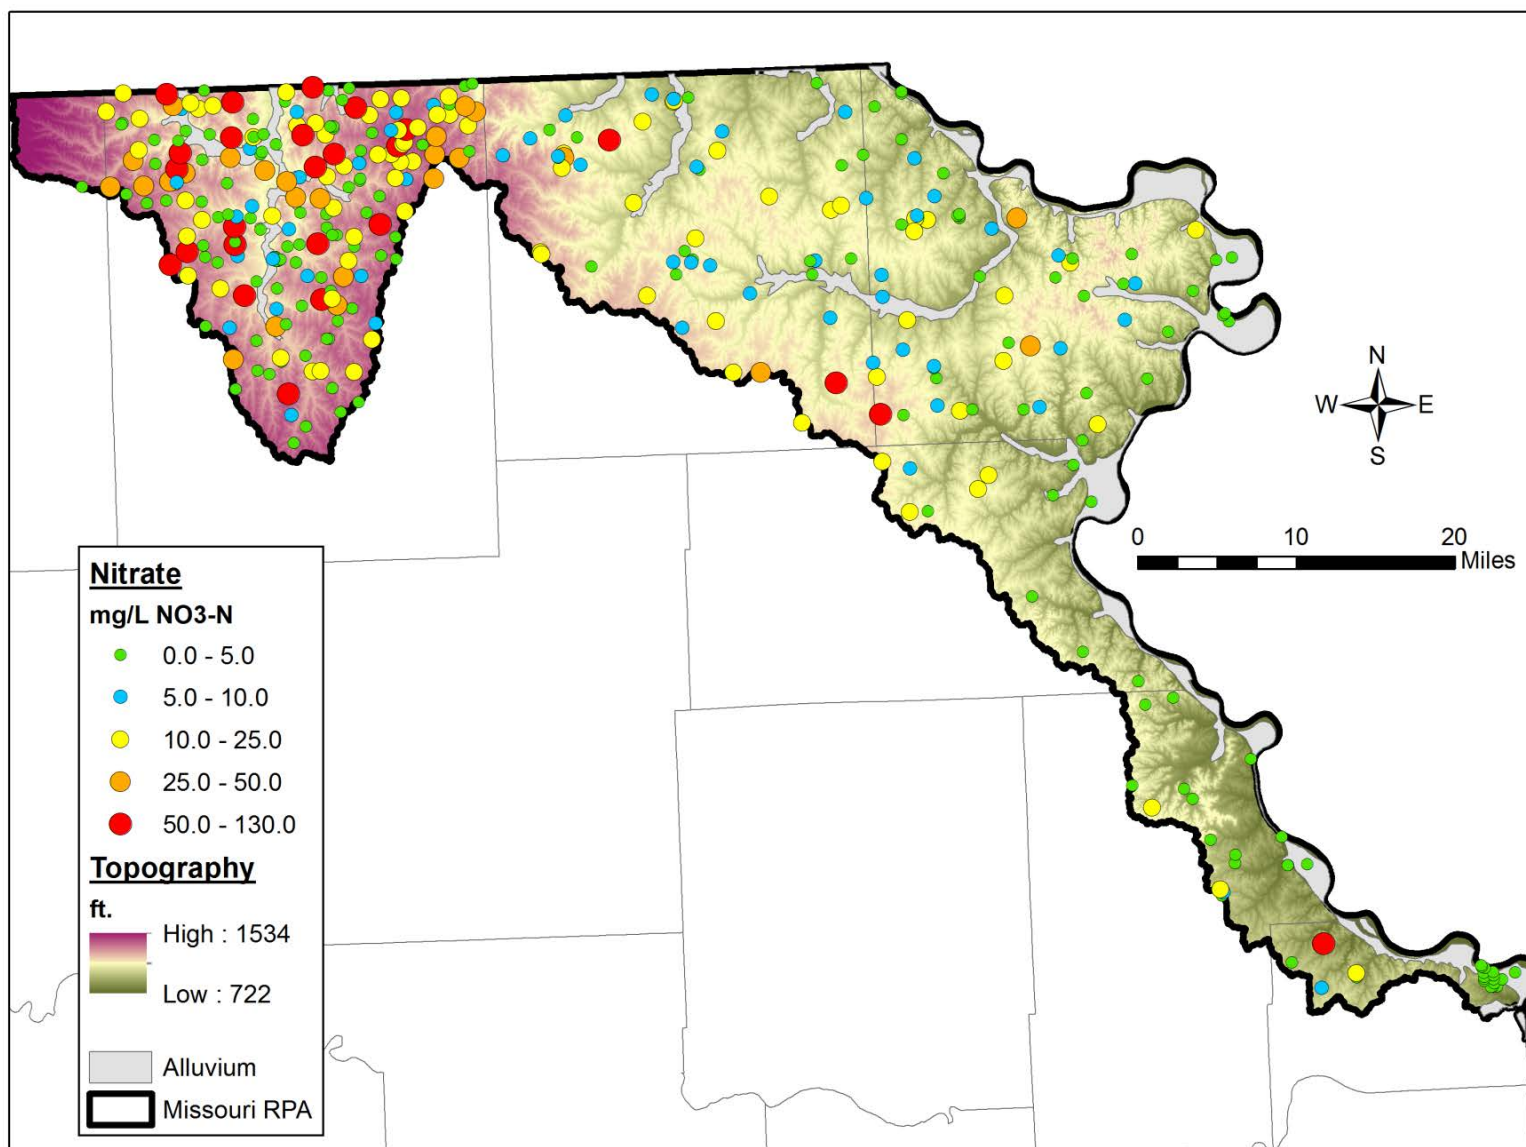 N
W E
S
0 10 20
Miles
Nitrate
mg/L NO3-N
0.0 - 5.0
5.0 - 10.0
10.0 - 25.0
25.0 - 50.0
50.0 - 130.0
Topography
ft.
High : 1534
Low : 722
Alluvium
Missouri RPA